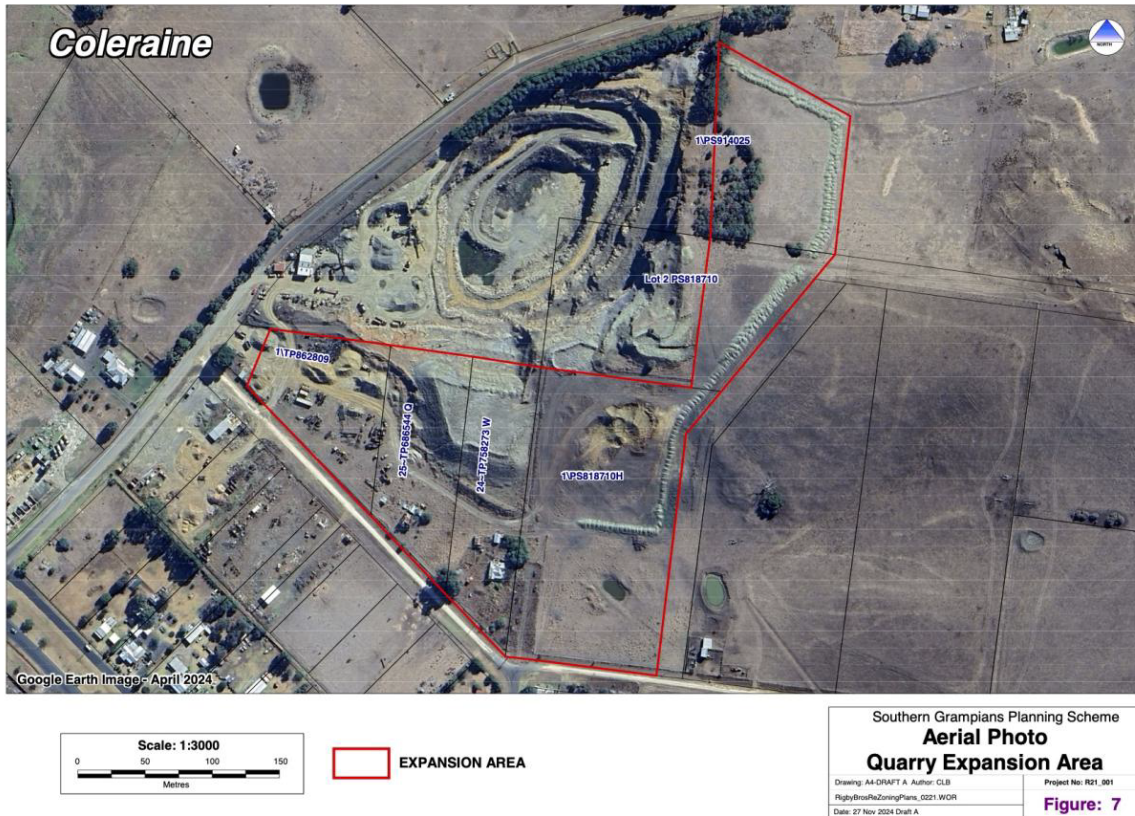 Coleraine
NORTH
1\PS914025
Lot 2 PS818710
1\TP862809
25~TP686544 Q
24~TP758273 W
1\PS818710H
Google Earth Image - April 2024
Scale: 1:3000
0 50 100 150
Metres
EXPANSION AREA
Southern Grampians Planning Scheme
Aerial Photo
Quarry Expansion Area
Drawing: A4-DRAFT A Author: CLB
Project No: R21_001
RigbyBrosReZoningPlans_0221.WOR
Date: 27 Nov 2024 Draft A
Figure: 7